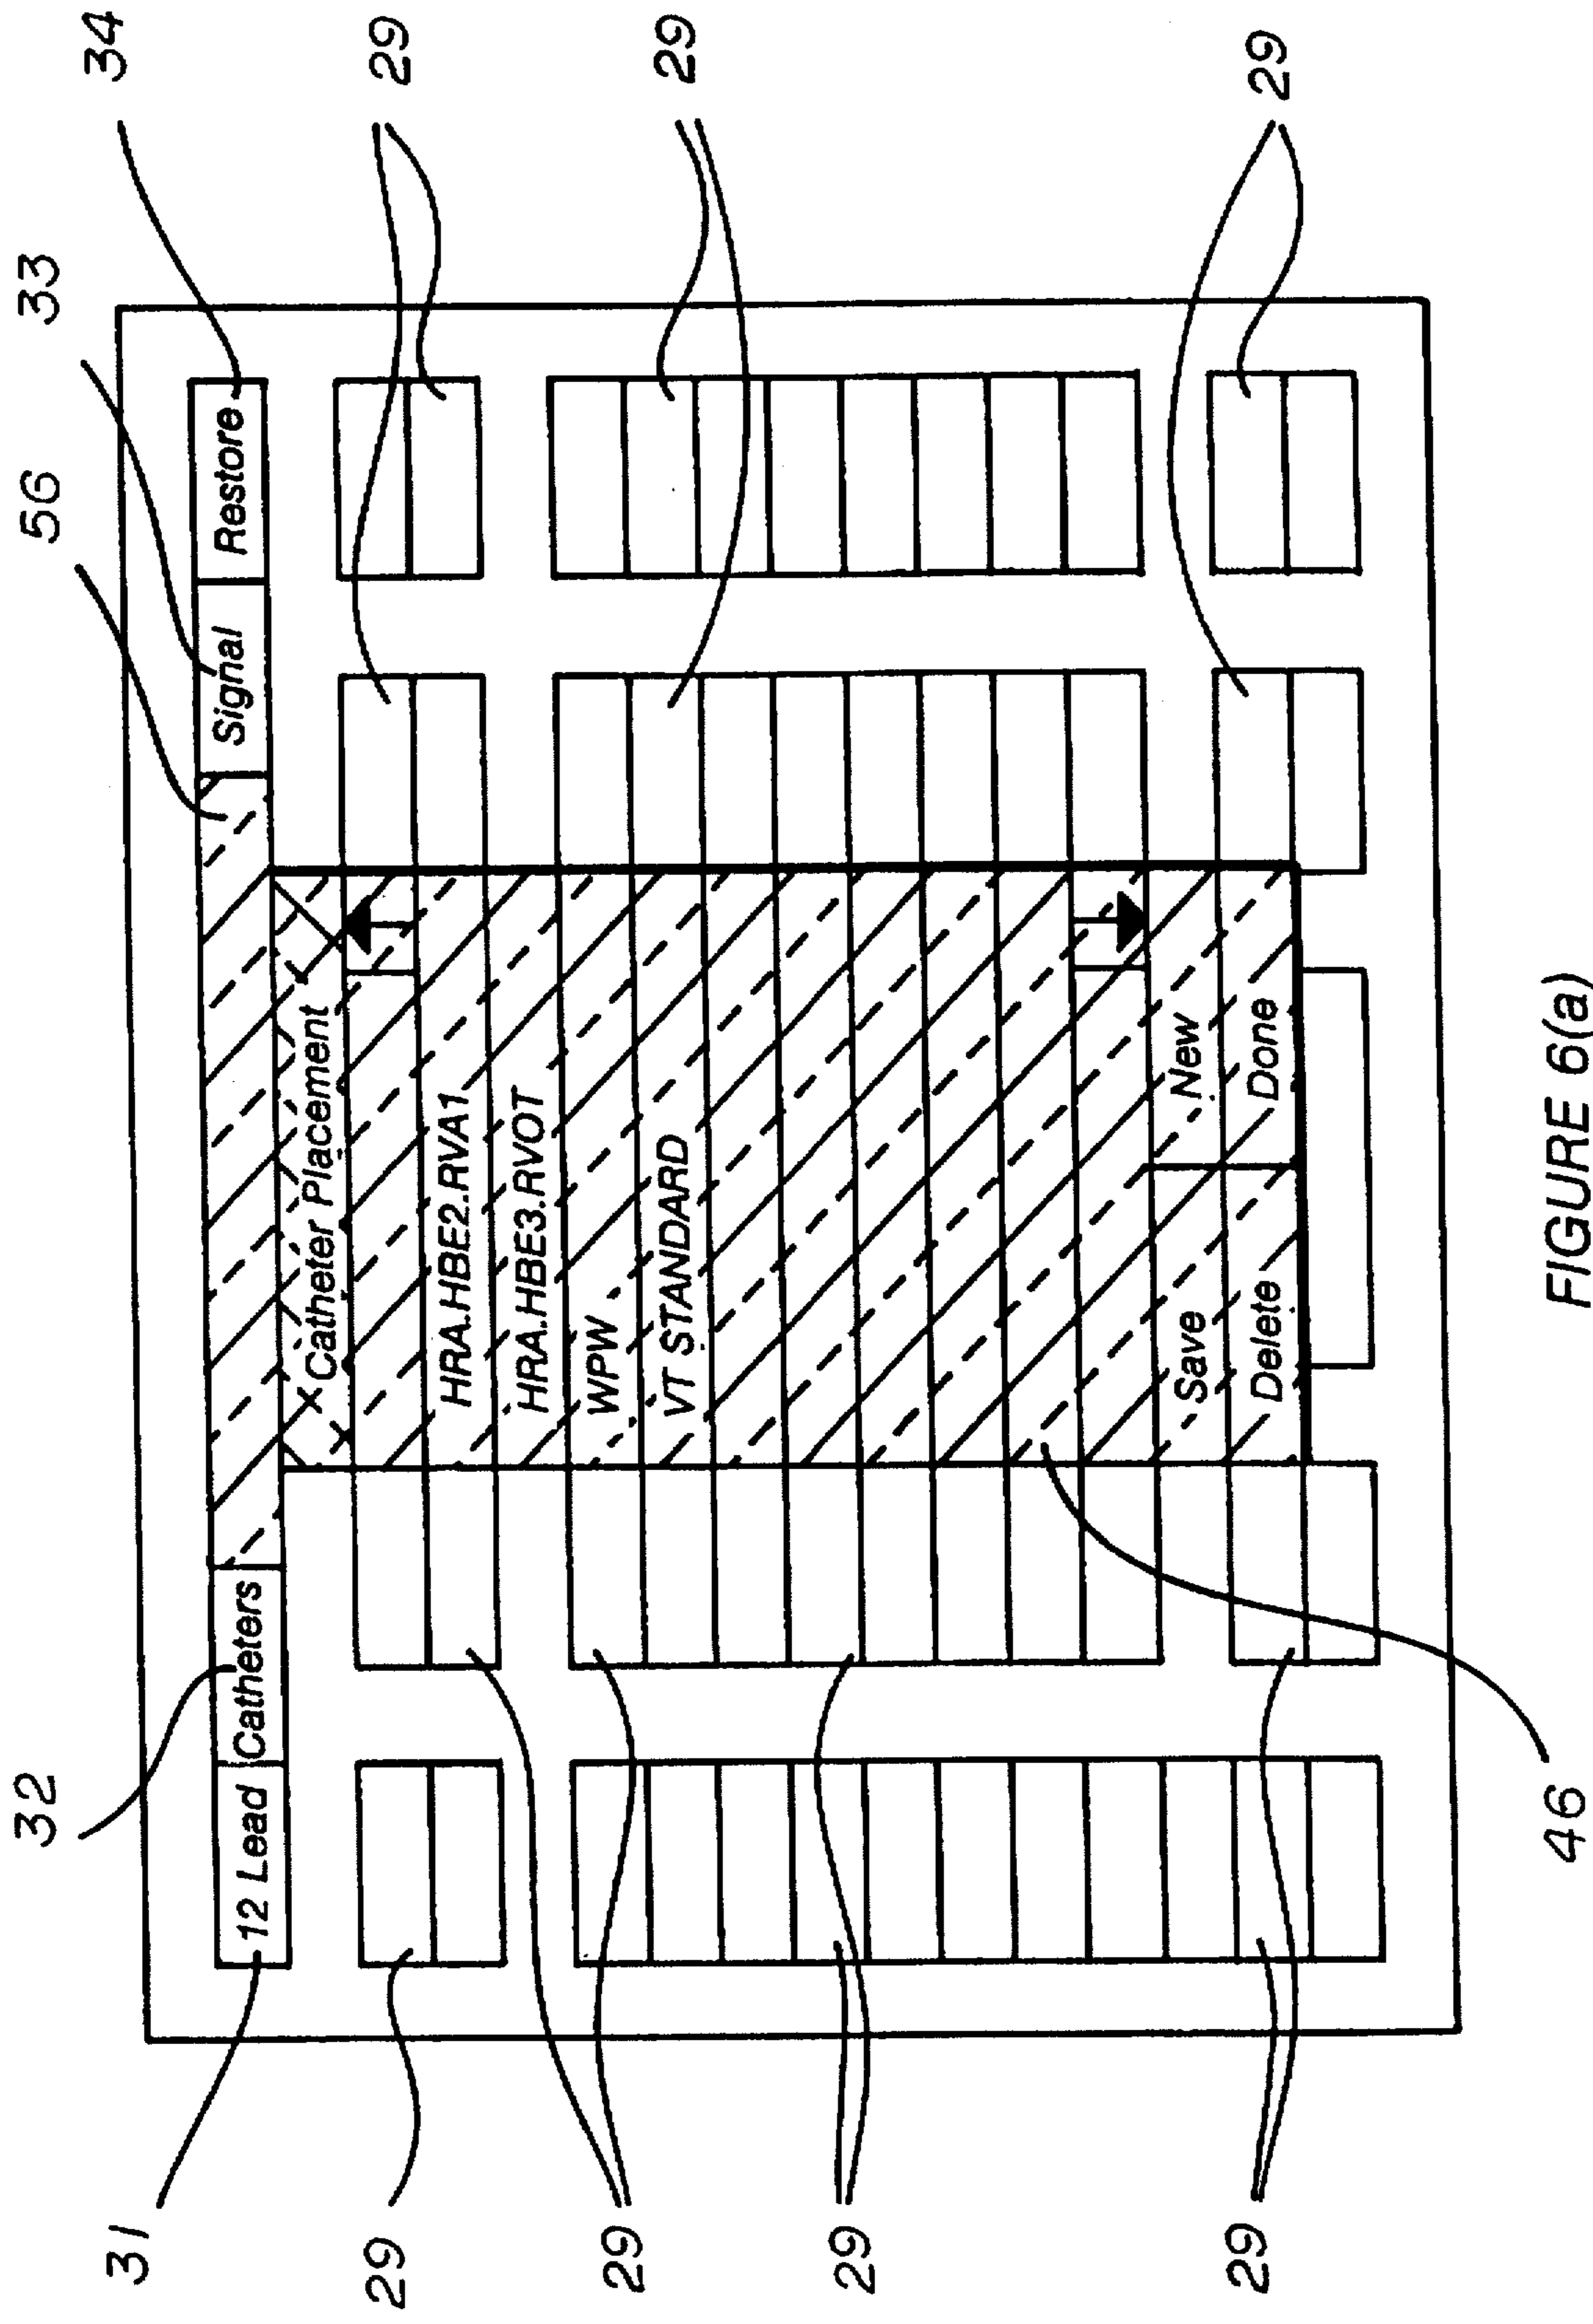 32 56 33
31 34
12 Lead Catheters Signal Restore
Catheter Placement
29 29
HRA.HBE2.RVA1
HRA.HBE3.RVOT
WPW
29
VT STANDARD
29
29
Save New
Delete Done
29 29
46
FIGURE 6(a)